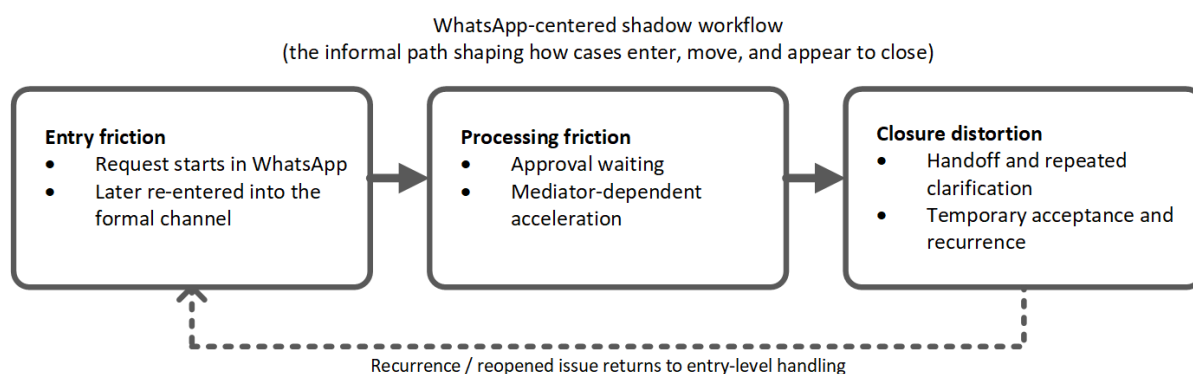 WhatsApp-centered shadow workflow
(the informal path shaping how cases enter, move, and appear to close)
Entry friction
• Request starts in WhatsApp
• Later re-entered into the
formal channel
Processing friction
• Approval waiting
• Mediator-dependent
acceleration
Closure distortion
• Handoff and repeated
clarification
• Temporary acceptance and
recurrence
Recurrence / reopened issue returns to entry-level handling